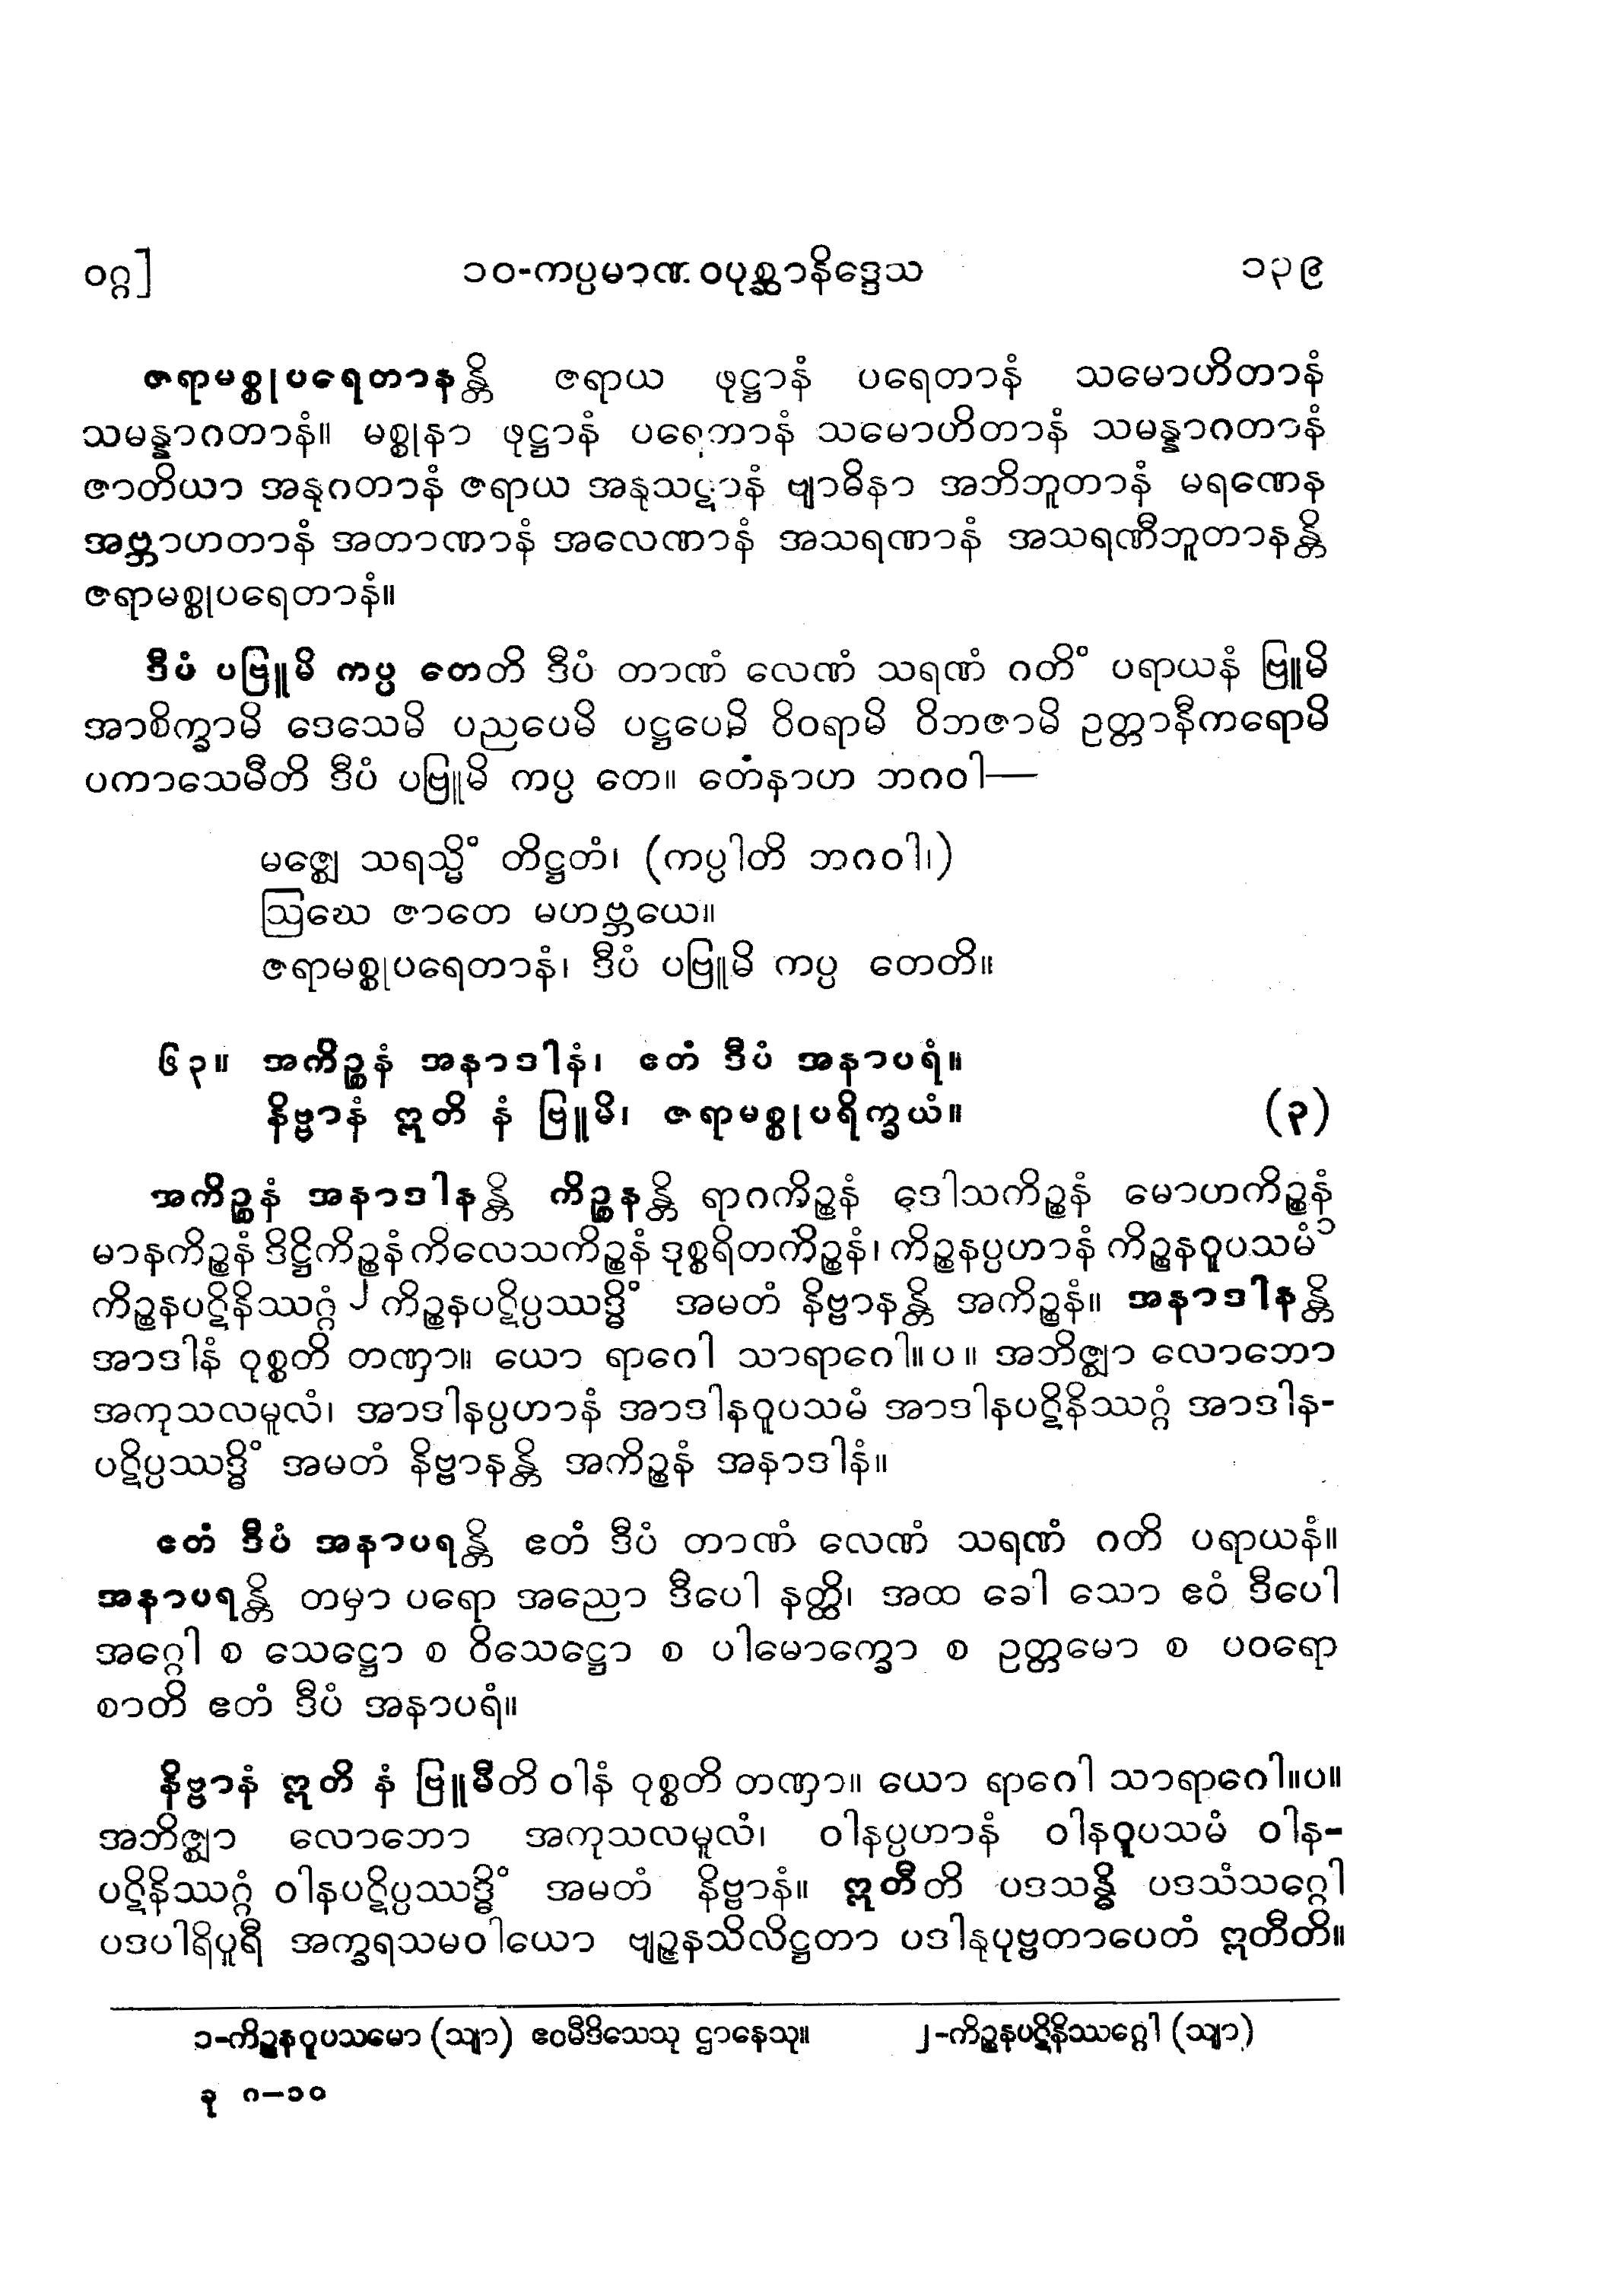 ဝဂ္ဂ] ၁၀-ကပ္ပမာဏဝပုစ္ဆာနိဒ္ဒေသ ၁၃၉
ဇရာမစ္စုပရေတာနန္တိ ဇရာယ ဖုဋ္ဌာနံ ပရေတာနံ သမောဟိတာနံ
သမန္နာဂတာနံ။ မစ္စုနာ ဖုဋ္ဌာနံ ပရေတာနံ သမောဟိတာနံ သမန္နာဂတာနံ
ဇာတိယာ အနုဂတာနံ ဇရာယ အနုသဋာနံ ဗျာဓိနာ အဘိဘူတာနံ မရဏေန
အဗ္ဘာဟတာနံ အတာဏာနံ အလေဏာနံ အသရဏာနံ အသရဏီဘူတာနန္တိ
ဇရာမစ္စုပရေတာနံ။
ဒီပံ ပဗြူမိ ကပ္ပ တေတိ ဒီပံ တာဏံ လေဏံ သရဏံ ဂတိံ ပရာယနံ ဗြူမိ
အာစိက္ခာမိ ဒေသေမိ ပညပေမိ ပဋ္ဌပေမိ ဝိဝရာမိ ဝိဘဇာမိ ဥတ္တာနီကရောမိ
ပကာသေမီတိ ဒီပံ ပဗြူမိ ကပ္ပ တေ။ တေနာဟ ဘဂဝါ—
မဇ္ဈေ သရသ္မိံ တိဋ္ဌတံ၊ (ကပ္ပါတိ ဘဂဝါ၊)
ဩဃေ ဇာတေ မဟဗ္ဘယေ။
ဇရာမစ္စုပရေတာနံ၊ ဒီပံ ပဗြူမိ ကပ္ပ တေတိ။
၆၃။ အကိဉ္စနံ အနာဒါနံ၊ ဧတံ ဒီပံ အနာပရံ။
နိဗ္ဗာနံ ဣတိ နံ ဗြူမိ၊ ဇရာမစ္စုပရိက္ခယံ။ (၃)
အကိဉ္စနံ အနာဒါနန္တိ ကိဉ္စနန္တိ ရာဂကိဉ္စနံ ဒေါသကိဉ္စနံ မောဟကိဉ္စနံ
မာနကိဉ္စနံ ဒိဋ္ဌိကိဉ္စနံ ကိလေသကိဉ္စနံ ဒုစ္စရိတကိဉ္စနံ၊ ကိဉ္စနပ္ပဟာနံ ကိဉ္စနဝူပသမံ၁
ကိဉ္စနပဋိနိဿဂ္ဂံ၂ ကိဉ္စနပဋိပ္ပဿဒ္ဓိံ အမတံ နိဗ္ဗာနန္တိ အကိဉ္စနံ။ အနာဒါနန္တိ
အာဒါနံ ဝုစ္စတိ တဏှာ။ ယော ရာဂေါ သာရာဂေါ။ပ။ အဘိဇ္ဈာ လောဘော
အကုသလမူလံ၊ အာဒါနပ္ပဟာနံ အာဒါနဝူပသမံ အာဒါနပဋိနိဿဂ္ဂံ အာဒါန-
ပဋိပ္ပဿဒ္ဓိံ အမတံ နိဗ္ဗာနန္တိ အကိဉ္စနံ အနာဒါနံ။
ဧတံ ဒီပံ အနာပရန္တိ ဧတံ ဒီပံ တာဏံ လေဏံ သရဏံ ဂတိ ပရာယနံ။
အနာပရန္တိ တမှာ ပရော အညော ဒီပေါ နတ္ထိ၊ အထ ခေါ သော ဧဝံ ဒီပေါ
အဂ္ဂေါ စ သေဋ္ဌော စ ဝိသေဋ္ဌော စ ပါမောက္ခော စ ဥတ္တမော စ ပဝရော
စာတိ ဧတံ ဒီပံ အနာပရံ။
နိဗ္ဗာနံ ဣတိ နံ ဗြူမီတိ ဝါနံ ဝုစ္စတိ တဏှာ။ ယော ရာဂေါ သာရာဂေါ။ပ။
အဘိဇ္ဈာ လောဘော အကုသလမူလံ၊ ဝါနပ္ပဟာနံ ဝါနဝူပသမံ ဝါန-
ပဋိနိဿဂ္ဂံ ဝါနပဋိပ္ပဿဒ္ဓိံ အမတံ နိဗ္ဗာနံ။ ဣတီတိ ပဒသန္ဓိ ပဒသံသဂ္ဂေါ
ပဒပါရိပူရီ အက္ခရသမဝါယော ဗျဉ္ဇနသိလိဋ္ဌတာ ပဒါနုပုဗ္ဗတာပေတံ ဣတီတိ။
၁-ကိဉ္စနဝူပသမော (သျာ) ဧဝမီဒိသေသု ဌာနေသု။ ၂-ကိဉ္စနပဋိနိဿဂ္ဂေါ (သျာ)
ခု ဂ—၁၀